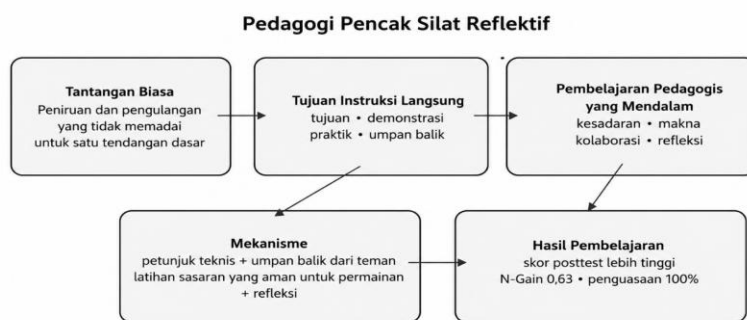 Pedagogi Pencak Silat Reflektif
Tantangan Biasa
Peniruan dan pengulangan
yang tidak memadai
untuk satu tendangan dasar
Tujuan Instruksi Langsung
tujuan • demonstrasi
praktik • umpan balik
Pembelajaran Pedagogis
yang Mendalam
kesadaran • makna
kolaborasi • refleksi
Mekanisme
petunjuk teknis + umpan balik dari teman
latihan sasaran yang aman untuk permainan
+ refleksi
Hasil Pembelajaran
skor posttest lebih tinggi
N-Gain 0,63 • penguasaan 100%